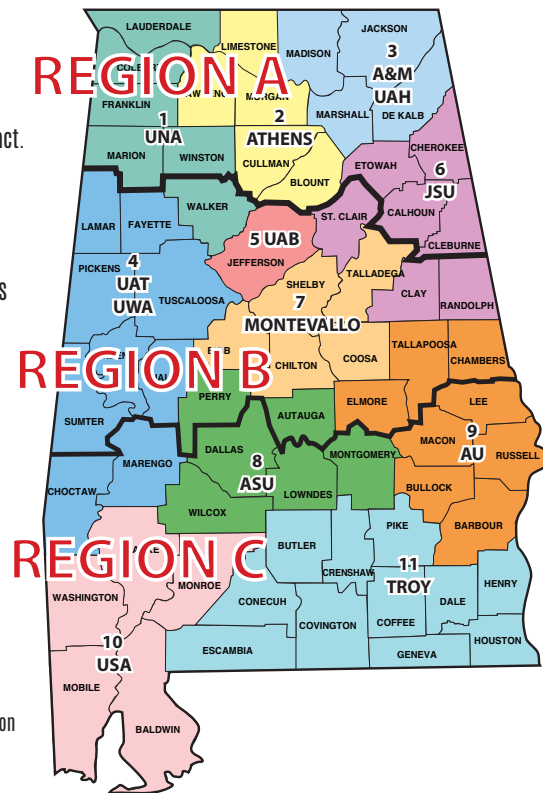 LAUDERDALE
LIMESTONE
MADISON
JACKSON
3
A&M
UAH
REGION A
MORGAN
FRANKLIN
MARSHALL
DE KALB
1
UNA
2
ATHENS
act.
CHEROKEE
MARION
WINSTON
CULLMAN
ETOWAH
6
JSU
BLOUNT
WALKER
ST. CLAIR
CALHOUN
LAMAR
FAYETTE
5 UAB
CLEBURNE
JEFFERSON
4
UAT
UWA
PICKENS
TALLADEGA
SHELBY
CLAY
s
TUSCALOOSA
7
MONTEVALLO
RANDOLPH
TALLAPOOSA
REGION B
CHILTON
COOSA
CHAMBERS
PERRY
ELMORE
LEE
SUMTER
AUTAUGA
9
AU
MACON
DALLAS
MONTGOMERY
RUSSELL
MARENGO
8
ASU
CHOCTAW
LOWNDES
BULLOCK
WILCOX
PIKE
BARBOUR
BUTLER
REGION C
CRENSHAW
11
TROY
MONROE
HENRY
WASHINGTON
CONECUH
DALE
COFFEE
COVINGTON
10
USA
HOUSTON
ESCAMBIA
GENEVA
MOBILE
on
BALDWIN